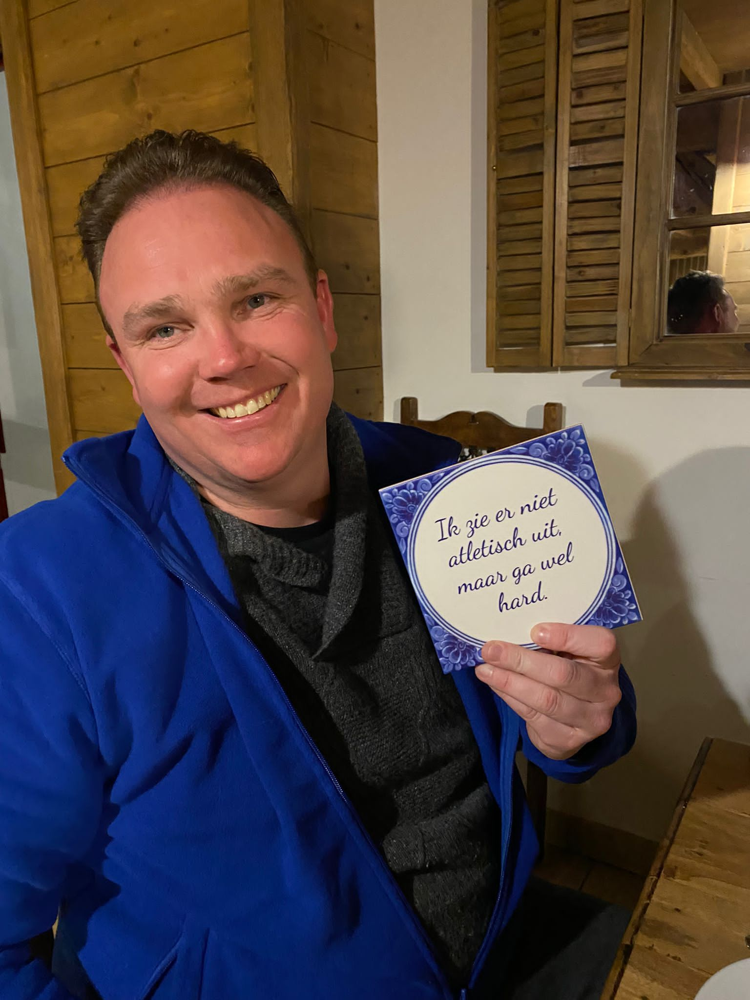 Ik zie er niet
atletisch uit,
maar ga wel
hard.